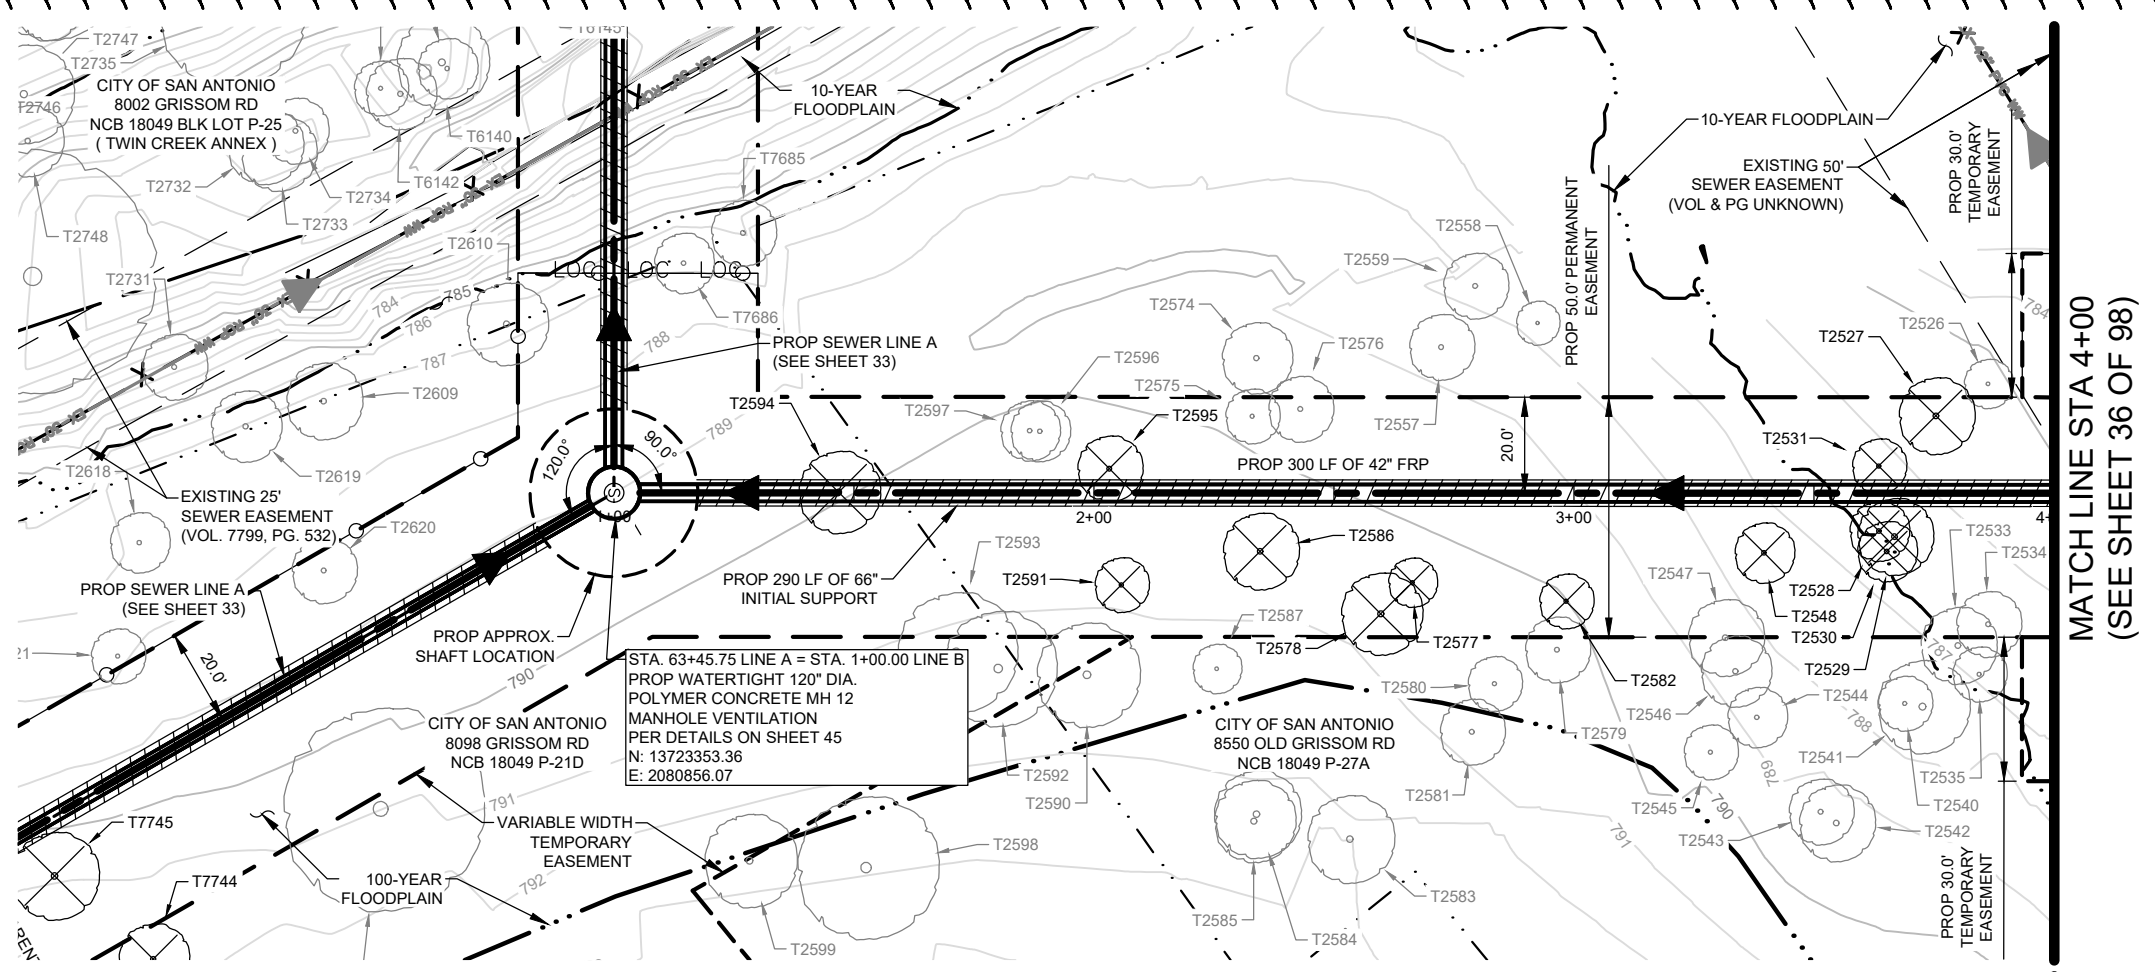 T2747
T2735
CITY OF SAN ANTONIO
8002 GRISSOM RD
NCB 18049 BLK LOT P-25
( TWIN CREEK ANNEX )
T2746
T2732
T2734
T2733
T2748
T2731
T6140
T6142
T6145
T2610
T7685
T7686
10-YEAR
FLOODPLAIN
LOC
LOC
LOC
784
785
786
787
788
789
T2609
T2619
T2618
T2620
EXISTING 25'
SEWER EASEMENT
(VOL. 7799, PG. 532)
PROP SEWER LINE A
(SEE SHEET 33)
PROP SEWER LINE A
(SEE SHEET 33)
20.0'
120.0°
90.0°
S
1+00
PROP APPROX.
SHAFT LOCATION
STA. 63+45.75 LINE A = STA. 1+00.00 LINE B
PROP WATERTIGHT 120" DIA.
POLYMER CONCRETE MH 12
MANHOLE VENTILATION
PER DETAILS ON SHEET 45
N: 13723353.36
E: 2080856.07
CITY OF SAN ANTONIO
8098 GRISSOM RD
NCB 18049 P-21D
790
791
792
VARIABLE WIDTH
TEMPORARY
EASEMENT
100-YEAR
FLOODPLAIN
T7745
T7744
T2594
T2597
T2596
T2595
T2574
T2575
T2576
T2559
T2558
T2557
PROP 300 LF OF 42" FRP
20.0'
PROP 50.0' PERMANENT
EASEMENT
2+00
3+00
PROP 290 LF OF 66"
INITIAL SUPPORT
T2593
T2591
T2586
T2587
T2578
T2577
T2582
T2580
T2579
T2581
T2592
T2590
T2598
T2599
T2585
T2584
T2583
CITY OF SAN ANTONIO
8550 OLD GRISSOM RD
NCB 18049 P-27A
10-YEAR FLOODPLAIN
EXISTING 50'
SEWER EASEMENT
(VOL & PG UNKNOWN)
PROP 30.0'
TEMPORARY
EASEMENT
784
T2527
T2526
T2531
T2533
T2534
T2547
T2528
T2548
T2530
T2529
T2546
T2544
T2541
T2535
T2540
T2545
T2543
T2542
787
788
789
790
791
PROP 30.0'
TEMPORARY
EASEMENT
MATCH LINE STA 4+00
(SEE SHEET 36 OF 98)